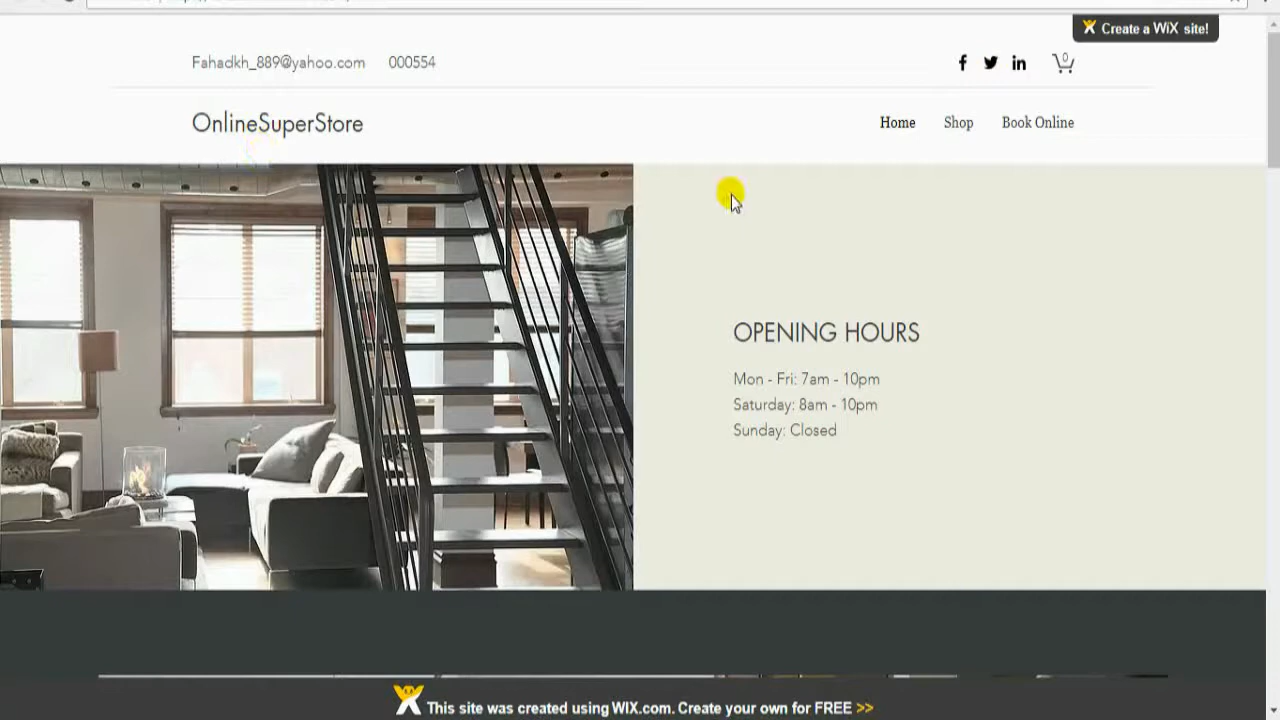 Create a WiX site!
Fahadkh_889@yahoo.com 000554
0
OnlineSuperStore
Home Shop Book Online
OPENING HOURS
Mon - Fri: 7am - 10pm
Saturday: 8am - 10pm
Sunday: Closed
This site was created using WIX.com. Create your own for FREE >>